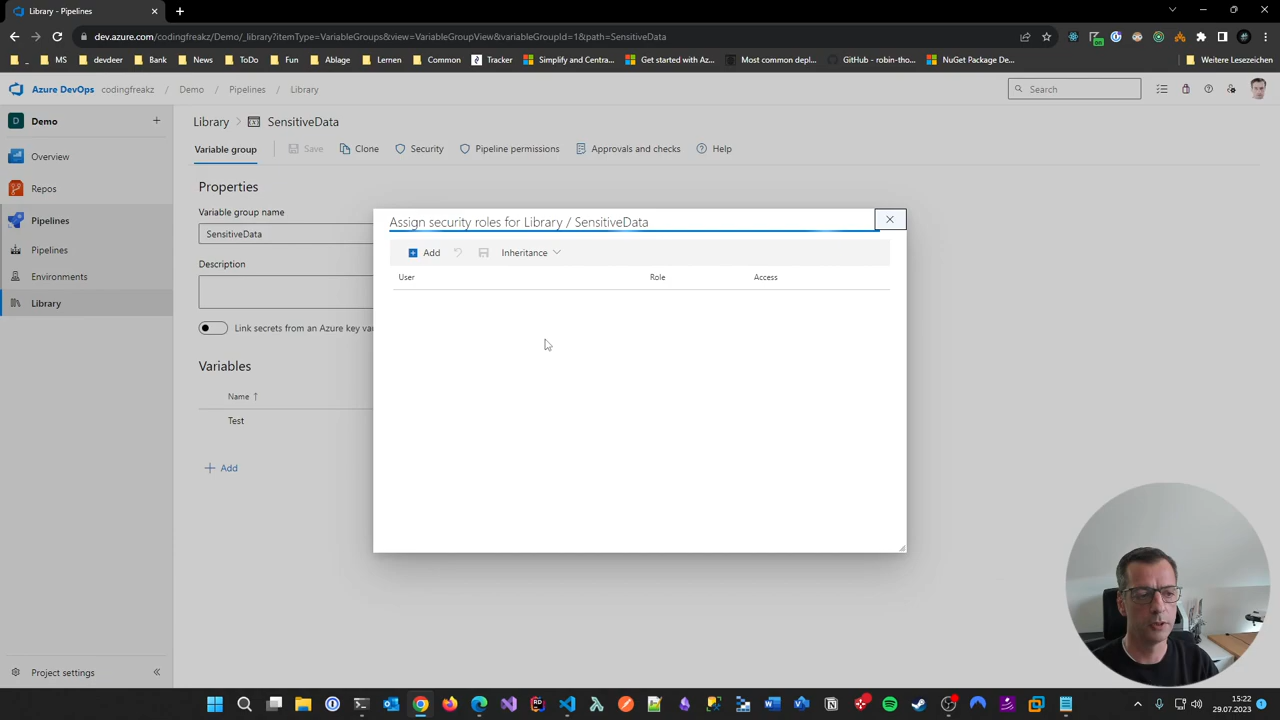 Library - Pipelines
dev.azure.com/codingfreakz/Demo/_library?itemType=VariableGroups&view=VariableGroupView&variableGroupId=1&path=SensitiveData
_ MS devdeer Bank News ToDo Fun Ablage Lernen Common Tracker Simplify and Centra... Get started with Az... Most common depl... GitHub - robin-tho... NuGet Package De... Weitere Lesezeichen
Azure DevOps codingfreakz / Demo / Pipelines / Library
Search
Demo
Overview
Repos
Pipelines
Pipelines
Environments
Library
Project settings
Library > SensitiveData
Variable group Save Clone Security Pipeline permissions Approvals and checks Help
Properties
Variable group name
SensitiveData
Description
Link secrets from an Azure key va
Variables
Name ↑
Test
Add
Assign security roles for Library / SensitiveData
Add Inheritance
User Role Access
15:22
29.07.2023